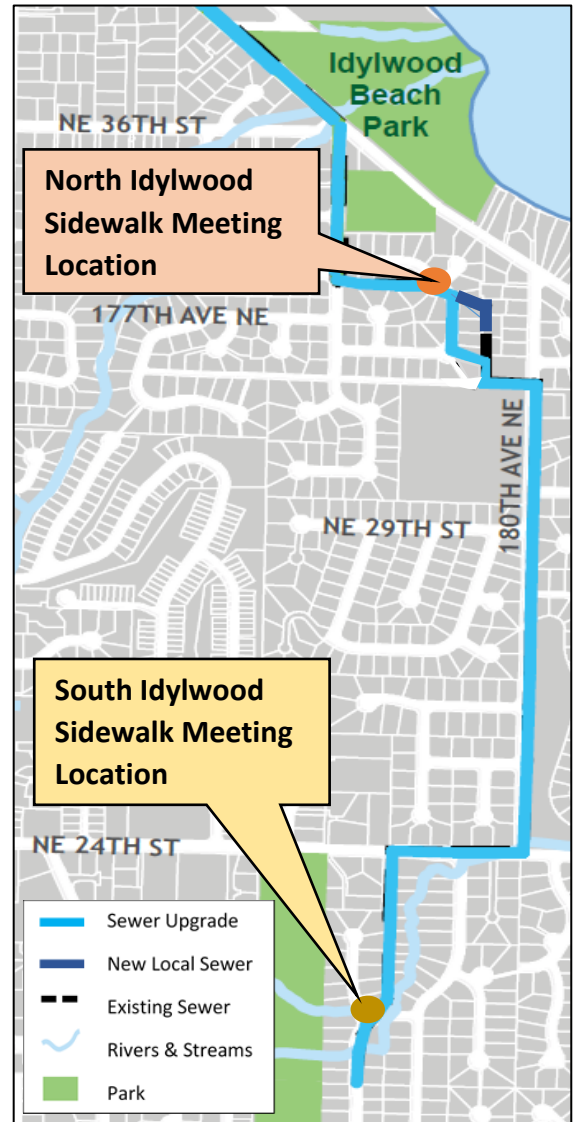 Idylwood
Beach
Park
NE 36TH ST
North Idylwood
Sidewalk Meeting
Location
177TH AVE NE
180TH AVE NE
NE 29TH ST
South Idylwood
Sidewalk Meeting
Location
NE 24TH ST
Sewer Upgrade
New Local Sewer
Existing Sewer
Rivers & Streams
Park